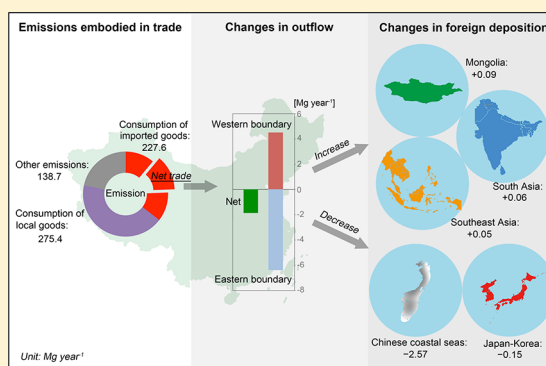 Emissions embodied in trade
Changes in outflow
Changes in foreign deposition
Consumption of
imported goods:
227.6
Other emissions:
138.7
Net trade
Emission
Consumption of
local goods:
275.4
Unit: Mg year⁻¹
[Mg year⁻¹]
Western boundary
6
4
2
0
-2
-4
-6
-8
Net
Eastern boundary
Increase
Decrease
Mongolia:
+0.09
South Asia:
+0.06
Southeast Asia:
+0.05
Chinese coastal seas:
−2.57
Japan-Korea:
−0.15